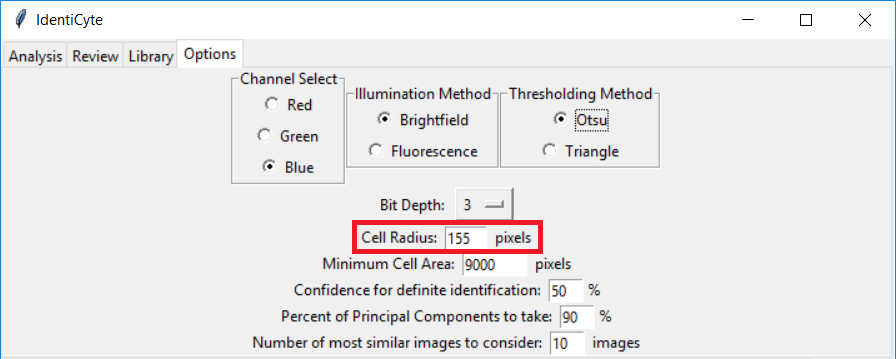 IdentiCyte
Analysis Review Library Options
Channel Select
Red
Green
Blue
Illumination Method
Brightfield
Fluorescence
Thresholding Method
Otsu
Triangle
Bit Depth: 3
Cell Radius: 155 pixels
Minimum Cell Area: 9000 pixels
Confidence for definite identification: 50 %
Percent of Principal Components to take: 90 %
Number of most similar images to consider: 10 images